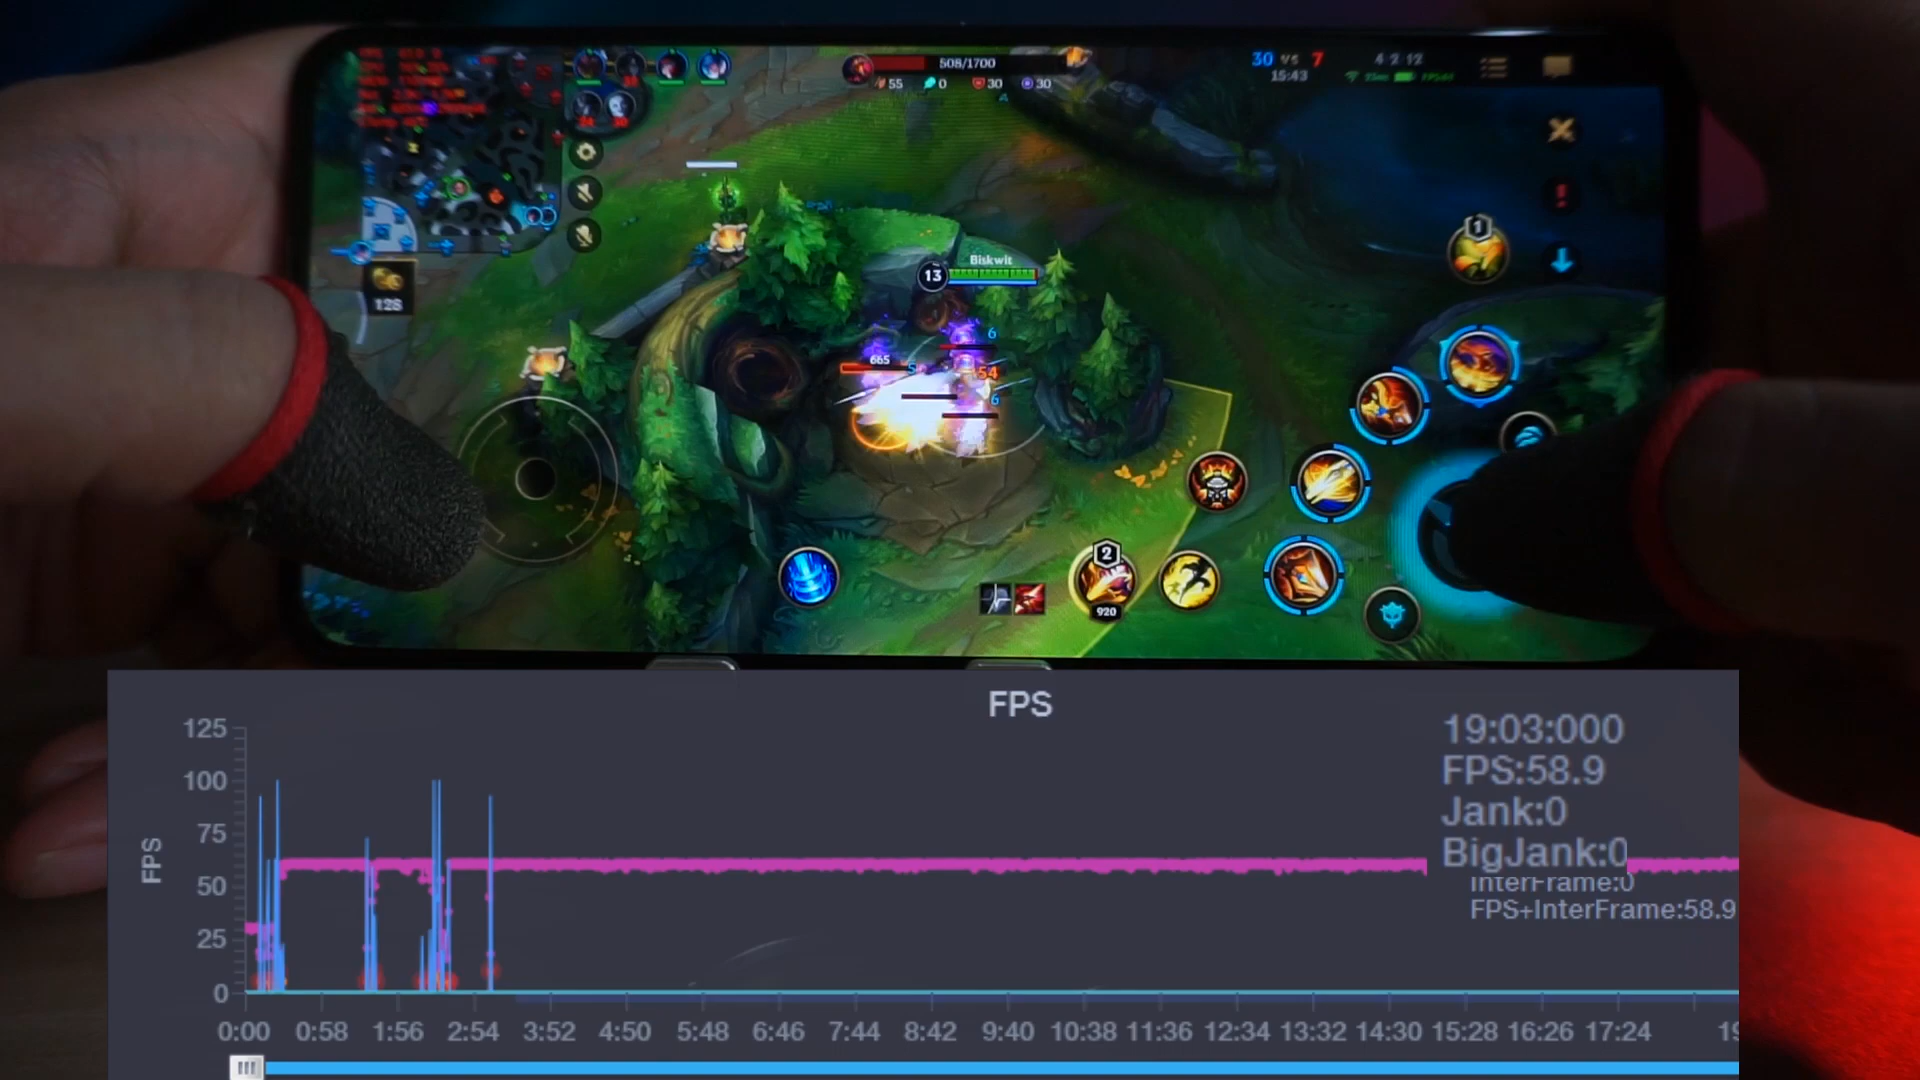 508/1700
55 0 30 30
30 vs 7
15:43
4 2 12
128
1
Biskwit
13
665
6
54
6
2
920
FPS
19:03:000
FPS:58.9
Jank:0
BigJank:0
InterFrame:0
FPS+InterFrame:58.9
FPS
125
100
75
50
25
0
0:00 0:58 1:56 2:54 3:52 4:50 5:48 6:46 7:44 8:42 9:40 10:38 11:36 12:34 13:32 14:30 15:28 16:26 17:24